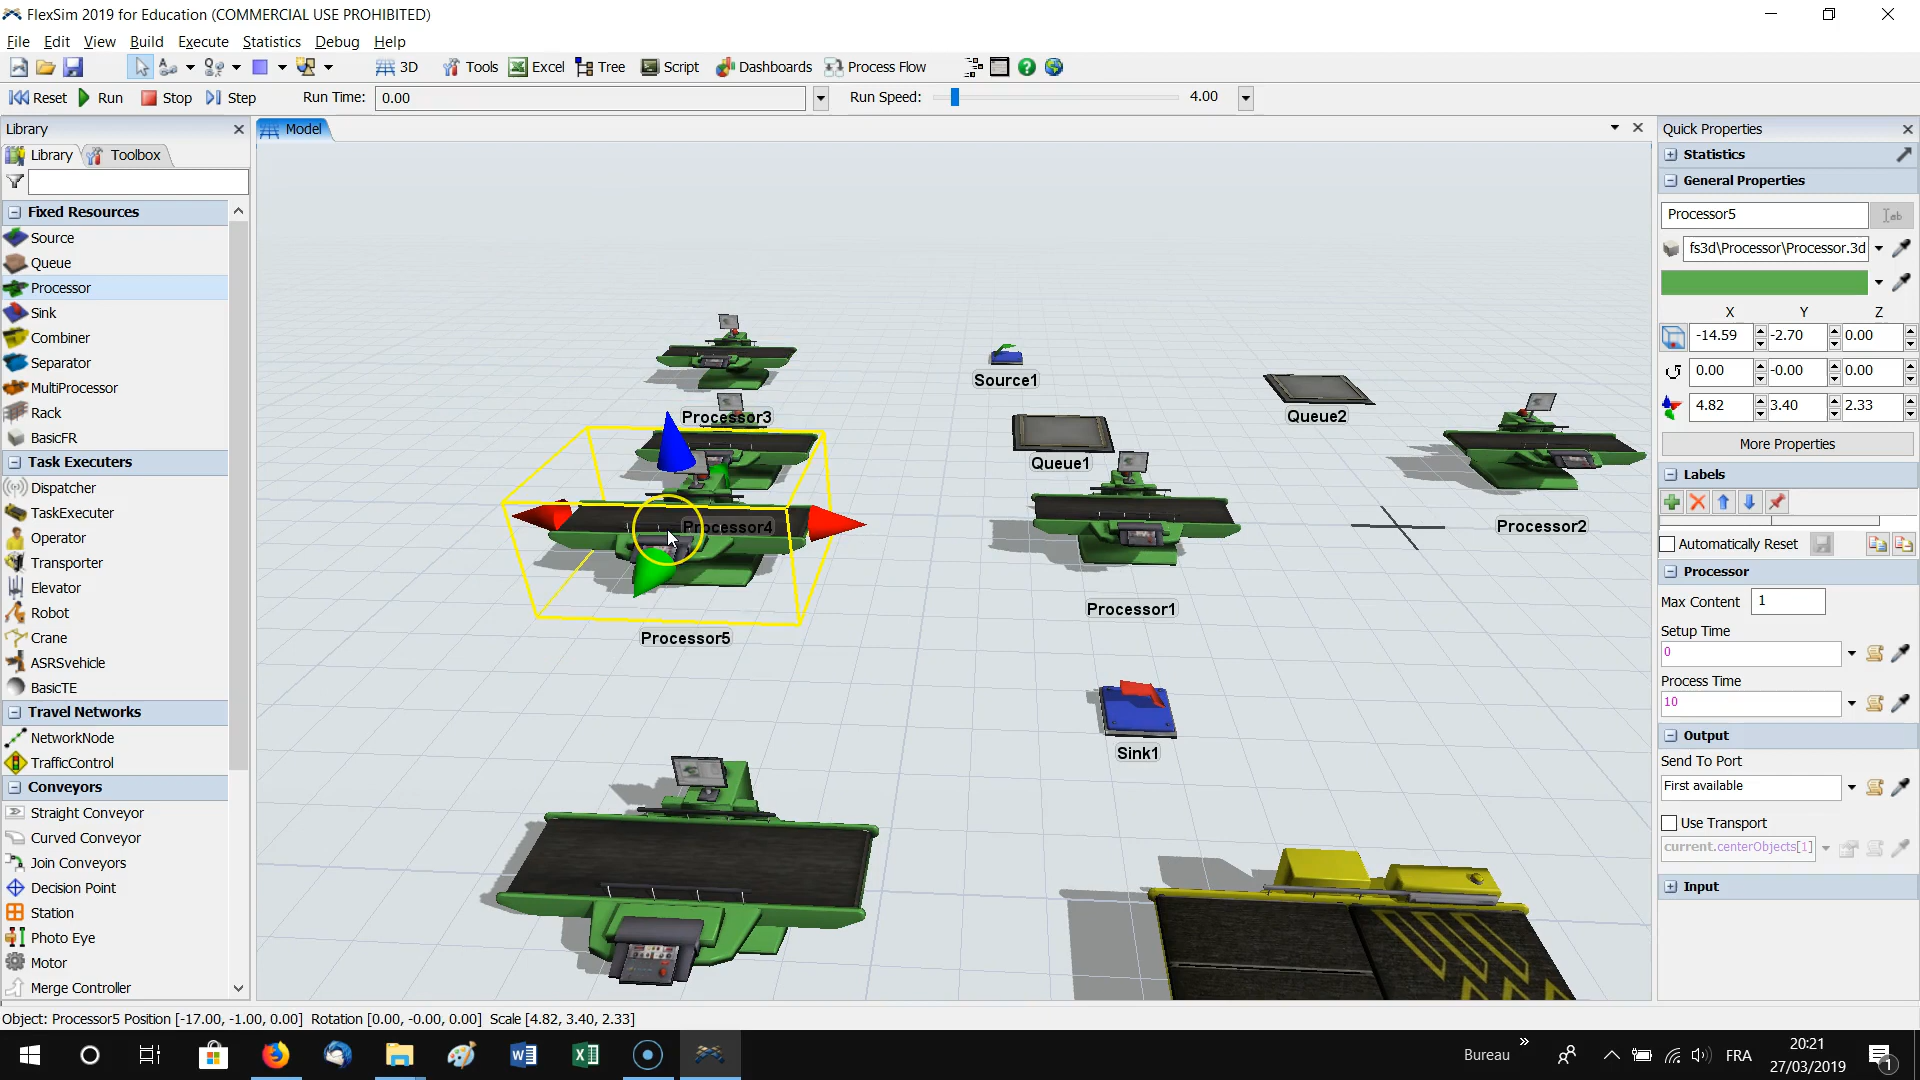 FlexSim 2019 for Education (COMMERCIAL USE PROHIBITED)
File Edit View Build Execute Statistics Debug Help
3D Tools Excel Tree Script Dashboards Process Flow
Reset Run Stop Step Run Time: 0.00 Run Speed: 4.00
Library
Library Toolbox
Fixed Resources
Source
Queue
Processor
Sink
Combiner
Separator
MultiProcessor
Rack
BasicFR
Task Executers
Dispatcher
TaskExecuter
Operator
Transporter
Elevator
Robot
Crane
ASRSvehicle
BasicTE
Travel Networks
NetworkNode
TrafficControl
Conveyors
Straight Conveyor
Curved Conveyor
Join Conveyors
Decision Point
Station
Photo Eye
Motor
Merge Controller
Model
Source1
Processor3
Queue2
Queue1
Processor4
Processor2
Processor1
Processor5
Sink1
Quick Properties
Statistics
General Properties
Processor5
fs3d\Processor\Processor.3d
X Y Z
-14.59 -2.70 0.00
0.00 -0.00 0.00
4.82 3.40 2.33
More Properties
Labels
Automatically Reset
Processor
Max Content 1
Setup Time
0
Process Time
10
Output
Send To Port
First available
Use Transport
current.centerObjects[1]
Input
Object: Processor5 Position [-17.00, -1.00, 0.00] Rotation [0.00, -0.00, 0.00] Scale [4.82, 3.40, 2.33]
Bureau » FRA 20:21
27/03/2019 1